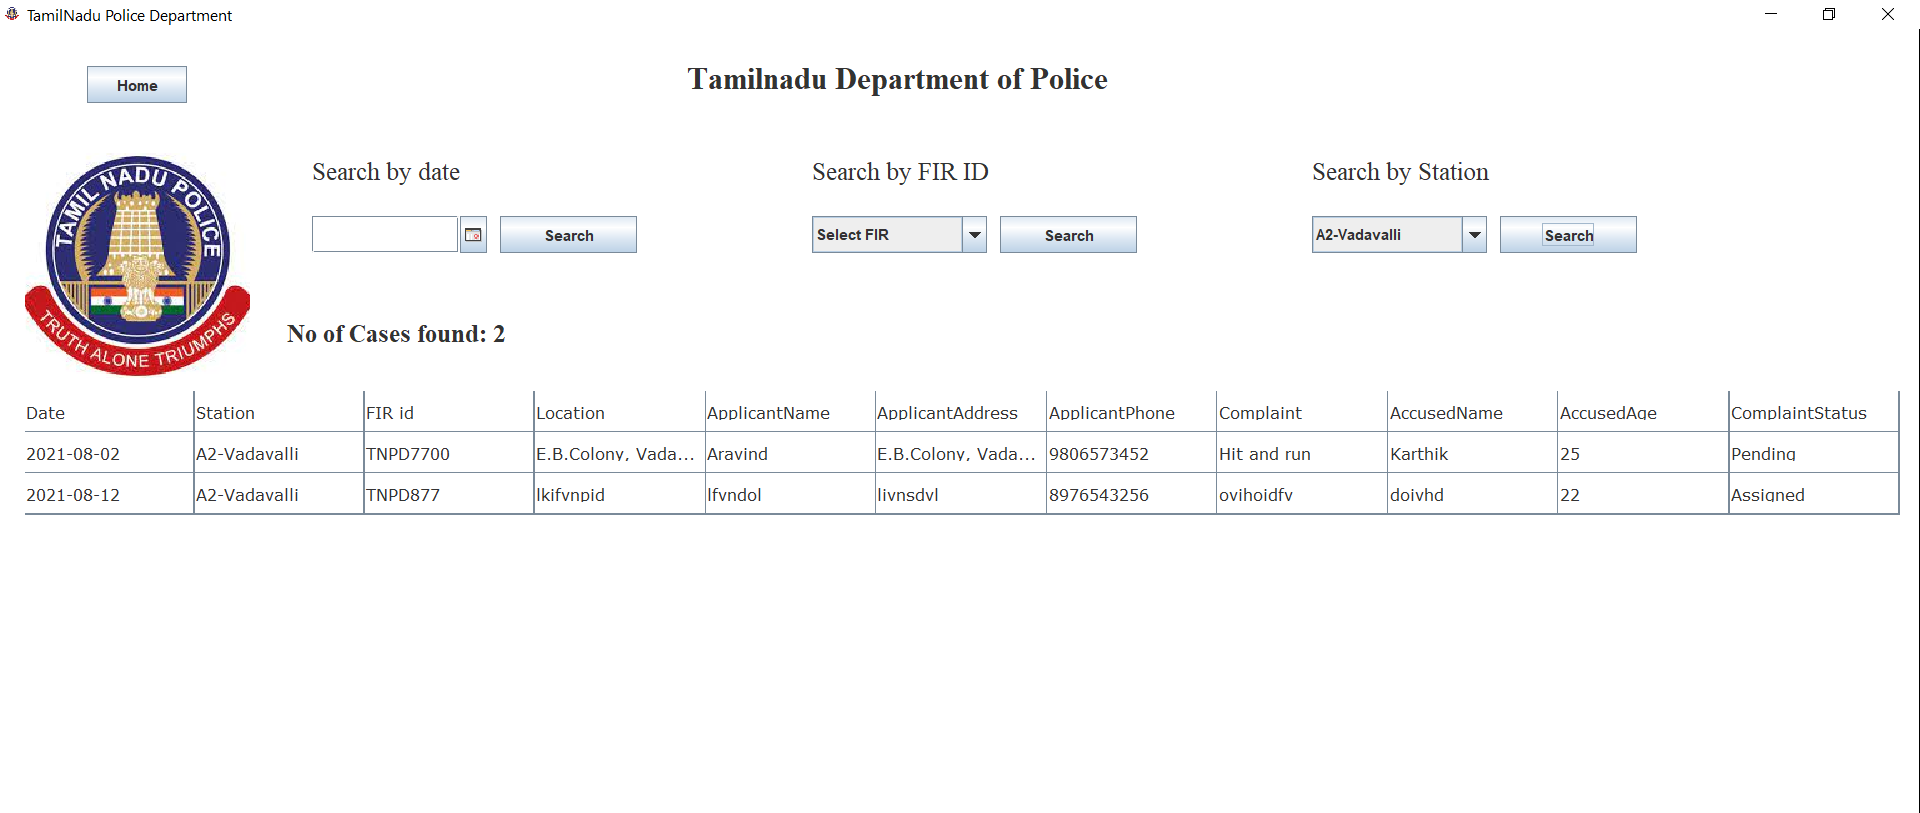 TamilNadu Police Department
Home
Tamilnadu Department of Police
TAMIL NADU POLICE
TRUTH ALONE TRIUMPHS
Search by date
Search by FIR ID
Search by Station
Search
Select FIR
Search
A2-Vadavalli
Search
No of Cases found: 2
Date Station FIR id Location ApplicantName ApplicantAddress ApplicantPhone Complaint AccusedName AccusedAge ComplaintStatus
2021-08-02 A2-Vadavalli TNPD7700 E.B.Colony, Vada... Aravind E.B.Colony, Vada... 9806573452 Hit and run Karthik 25 Pending
2021-08-12 A2-Vadavalli TNPD877 lkifvnpid lfvndol livnsdvl 8976543256 ovihoidfv doivhd 22 Assigned